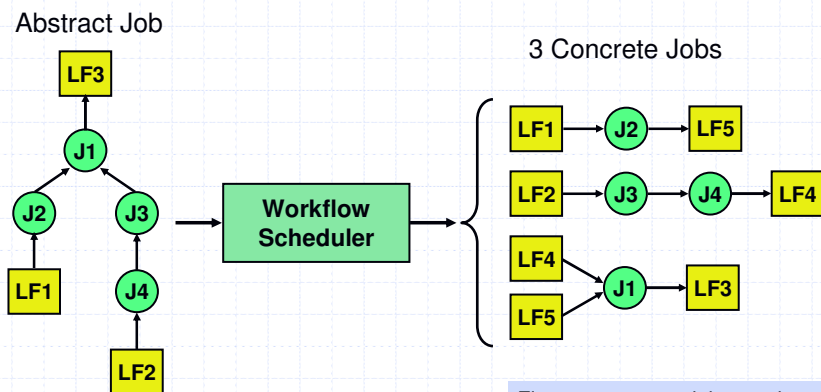 Abstract Job
LF3
J1
J2
J3
LF1
J4
LF2
Workflow
Scheduler
3 Concrete Jobs
LF1
J2
LF5
LF2
J3
J4
LF4
LF4
LF5
J1
LF3